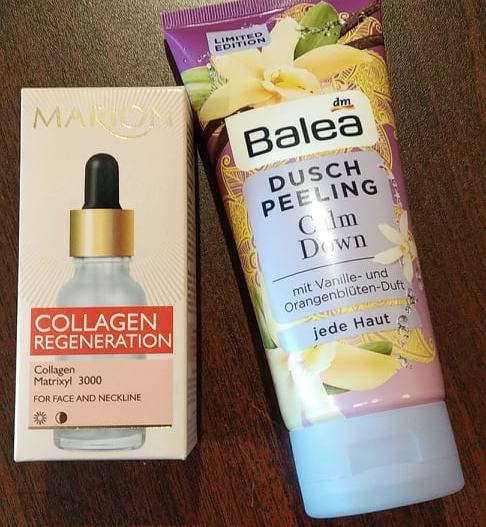 MARION
COLLAGEN
REGENERATION
Collagen
Matrixyl 3000
FOR FACE AND NECKLINE
LIMITED
EDITION
dm
Balea
DUSCH
PEELING
Calm
Down
mit Vanille- und
Orangenblüten-Duft
jede Haut